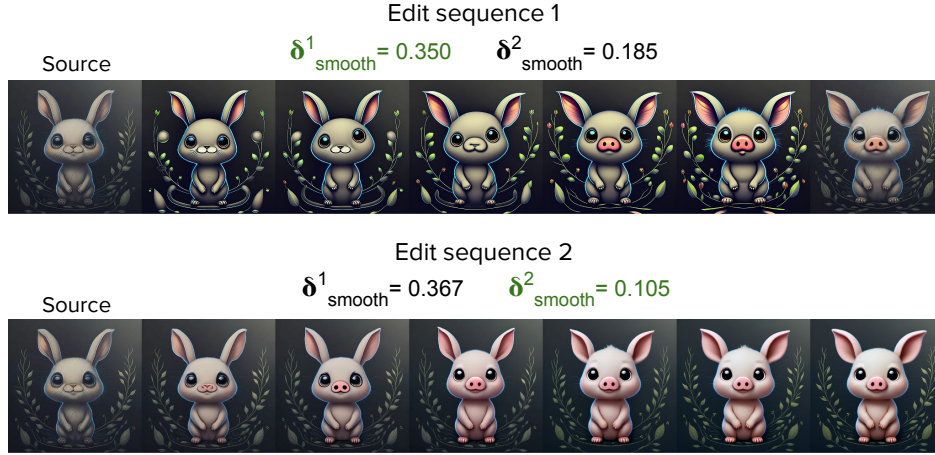 Edit sequence 1
δ¹smooth= 0.350 δ²smooth= 0.185
Source
Edit sequence 2
δ¹smooth= 0.367 δ²smooth= 0.105
Source